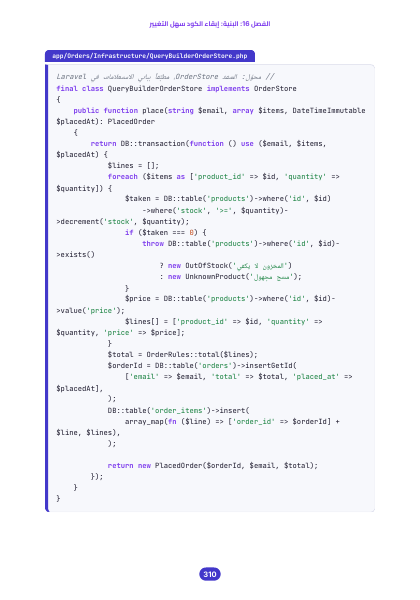 الفصل 16: البنية: إبقاء الكود سهل التغيير
app/Orders/Infrastructure/QueryBuilderOrderStore.php
// محوّل: العقد OrderStore، مطبّقاً بباني الاستعلامات في Laravel
final class QueryBuilderOrderStore implements OrderStore
{
    public function place(string $email, array $items, DateTimeImmutable
$placedAt): PlacedOrder
    {
        return DB::transaction(function () use ($email, $items,
$placedAt) {
            $lines = [];
            foreach ($items as ['product_id' => $id, 'quantity' =>
$quantity]) {
                $taken = DB::table('products')->where('id', $id)
                    ->where('stock', '>=', $quantity)-
>decrement('stock', $quantity);
                if ($taken === 0) {
                    throw DB::table('products')->where('id', $id)-
>exists()
                        ? new OutOfStock('المخزون لا يكفي')
                        : new UnknownProduct('منتج مجهول');
                }
                $price = DB::table('products')->where('id', $id)-
>value('price');
                $lines[] = ['product_id' => $id, 'quantity' =>
$quantity, 'price' => $price];
            }
            $total = OrderRules::total($lines);
            $orderId = DB::table('orders')->insertGetId(
                ['email' => $email, 'total' => $total, 'placed_at' =>
$placedAt],
            );
            DB::table('order_items')->insert(
                array_map(fn ($line) => ['order_id' => $orderId] +
$line, $lines),
            );

            return new PlacedOrder($orderId, $email, $total);
        });
    }
}
310